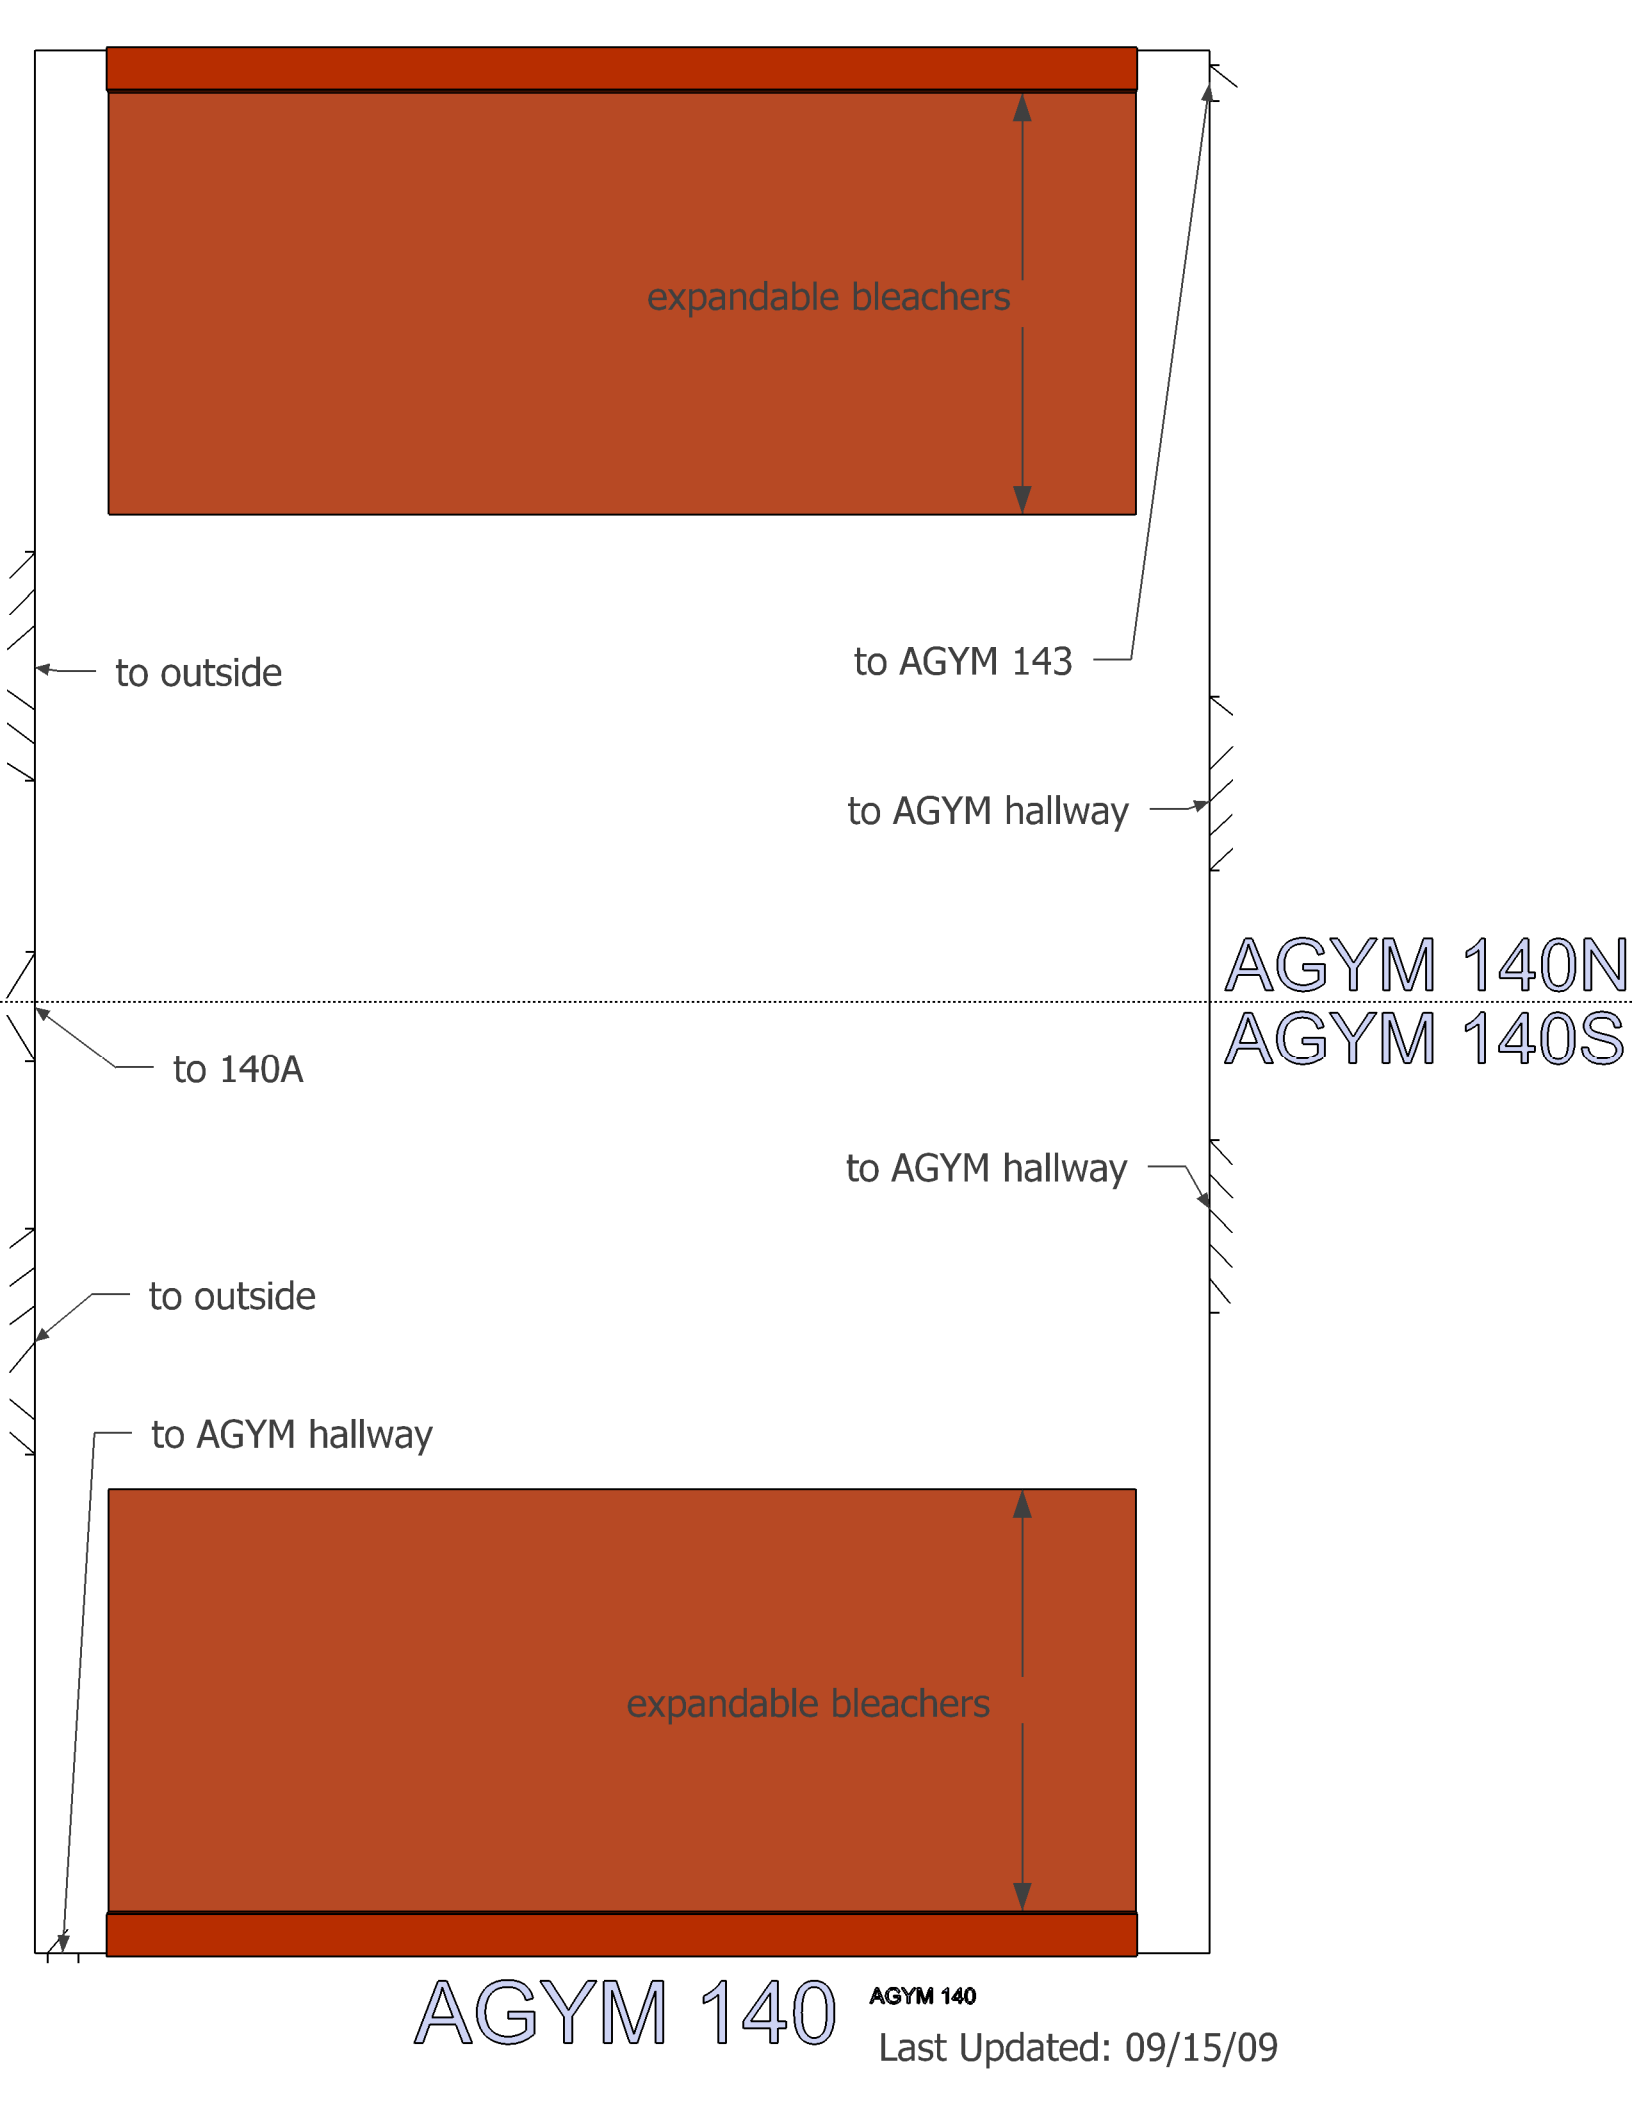 expandable bleachers
to outside
to AGYM 143
to AGYM hallway
AGYM 140N
AGYM 140S
to 140A
to AGYM hallway
to outside
to AGYM hallway
expandable bleachers
AGYM 140
AGYM 140
Last Updated: 09/15/09